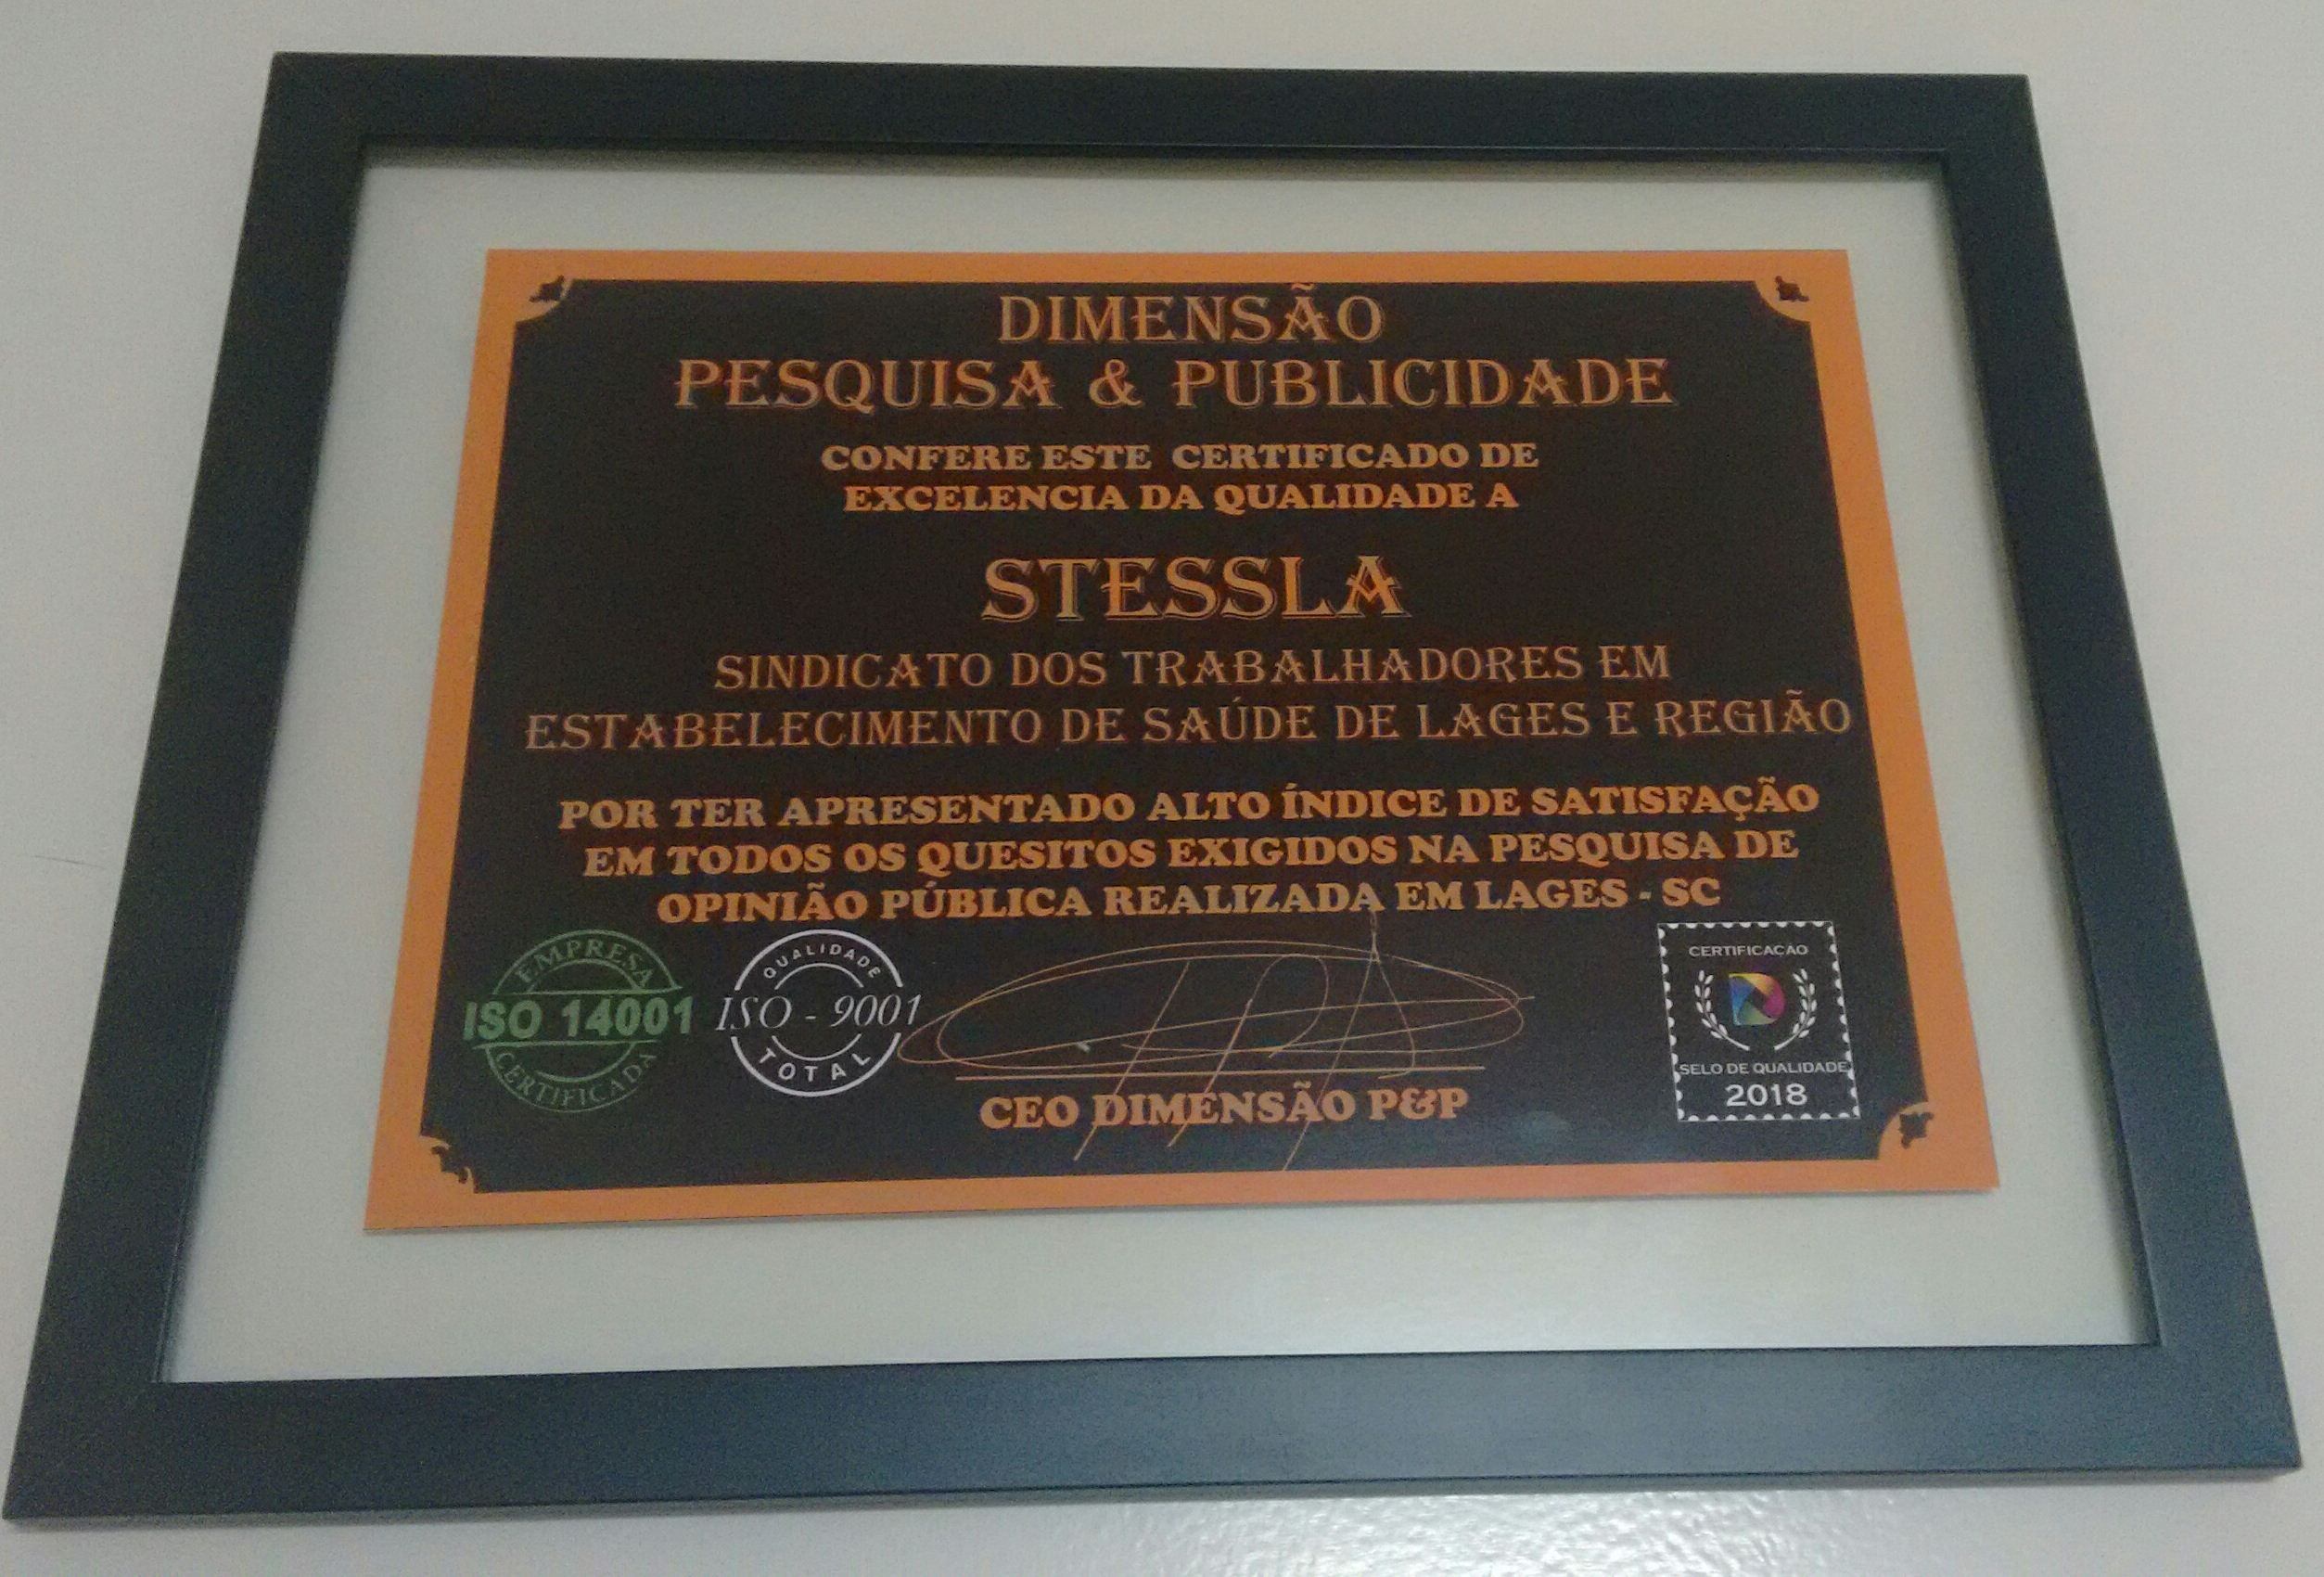 DIMENSÃO
PESQUISA & PUBLICIDADE
CONFERE ESTE CERTIFICADO DE
EXCELENCIA DA QUALIDADE A
STESSLA
SINDICATO DOS TRABALHADORES EM
ESTABELECIMENTO DE SAÚDE DE LAGES E REGIÃO
POR TER APRESENTADO ALTO ÍNDICE DE SATISFAÇÃO
EM TODOS OS QUESITOS EXIGIDOS NA PESQUISA DE
OPINIÃO PÚBLICA REALIZADA EM LAGES - SC
EMPRESA
ISO 14001
CERTIFICADA
QUALIDADE
ISO - 9001
TOTAL
CEO DIMENSÃO P&P
CERTIFICAÇÃO
SELO DE QUALIDADE
2018